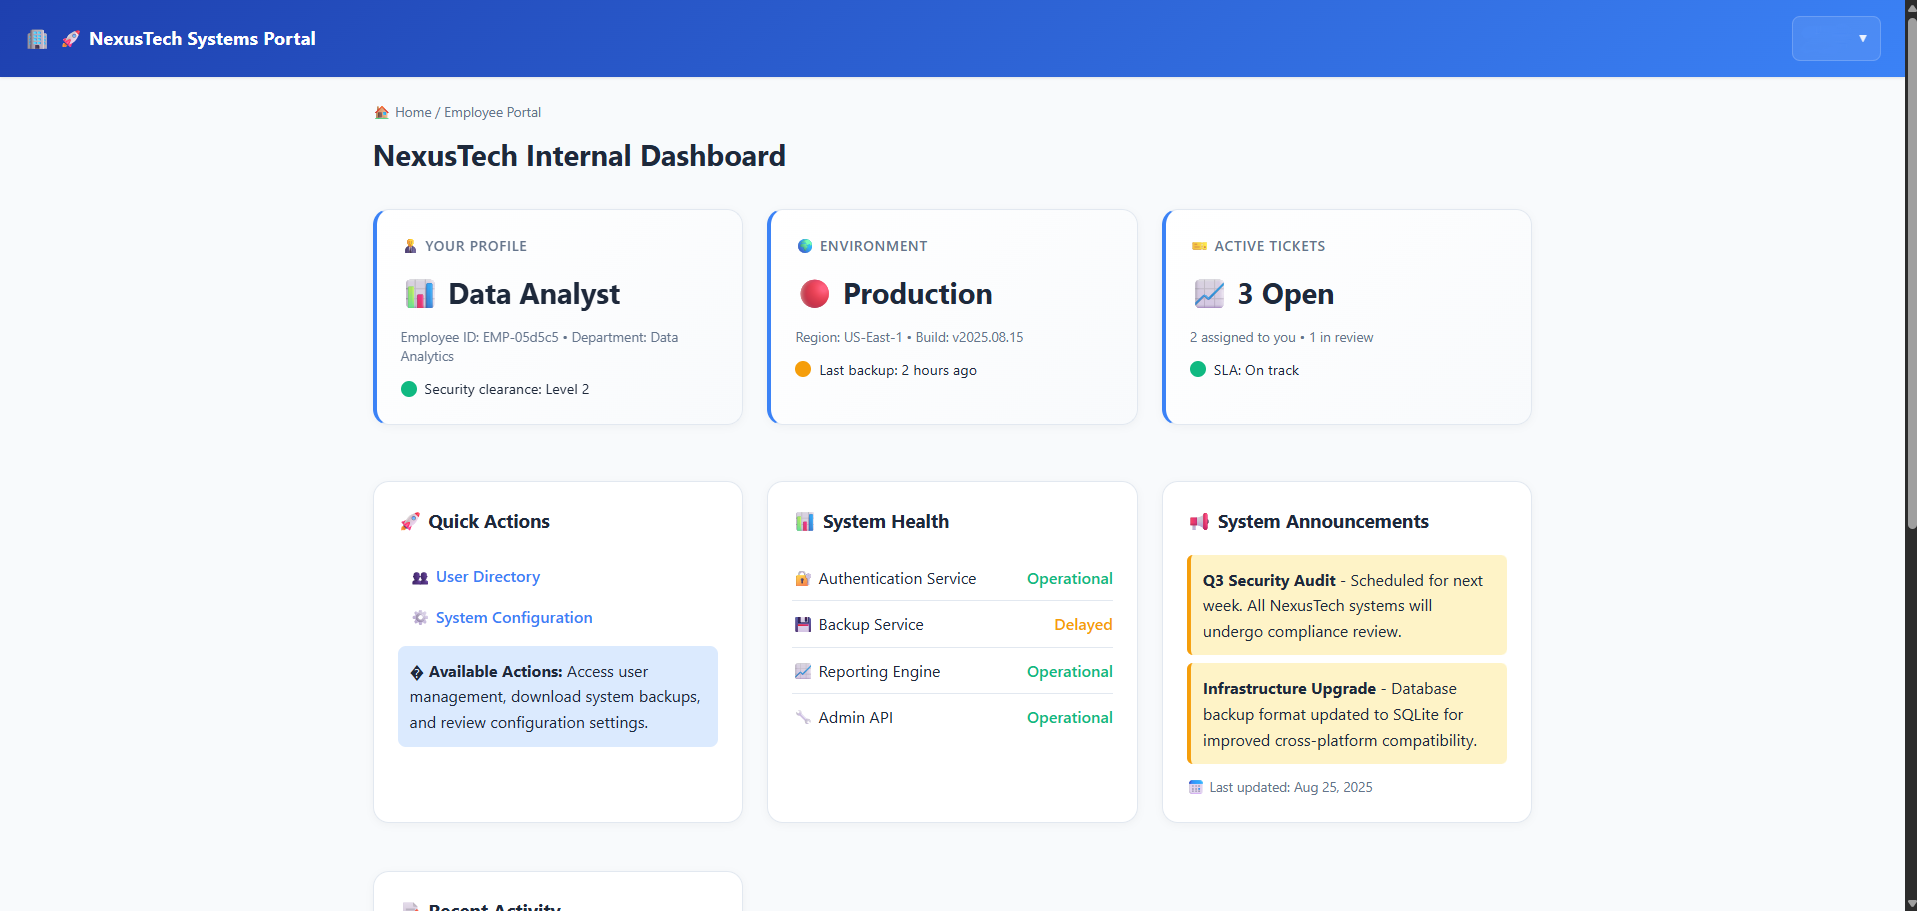 NexusTech Systems Portal
Home / Employee Portal
NexusTech Internal Dashboard
YOUR PROFILE
Data Analyst
Employee ID: EMP-05d5c5 • Department: Data
Analytics
Security clearance: Level 2
ENVIRONMENT
Production
Region: US-East-1 • Build: v2025.08.15
Last backup: 2 hours ago
ACTIVE TICKETS
3 Open
2 assigned to you • 1 in review
SLA: On track
Quick Actions
User Directory
System Configuration
� Available Actions: Access user
management, download system backups,
and review configuration settings.
System Health
Authentication Service Operational
Backup Service Delayed
Reporting Engine Operational
Admin API Operational
System Announcements
Q3 Security Audit - Scheduled for next
week. All NexusTech systems will
undergo compliance review.
Infrastructure Upgrade - Database
backup format updated to SQLite for
improved cross-platform compatibility.
Last updated: Aug 25, 2025
Recent Activity